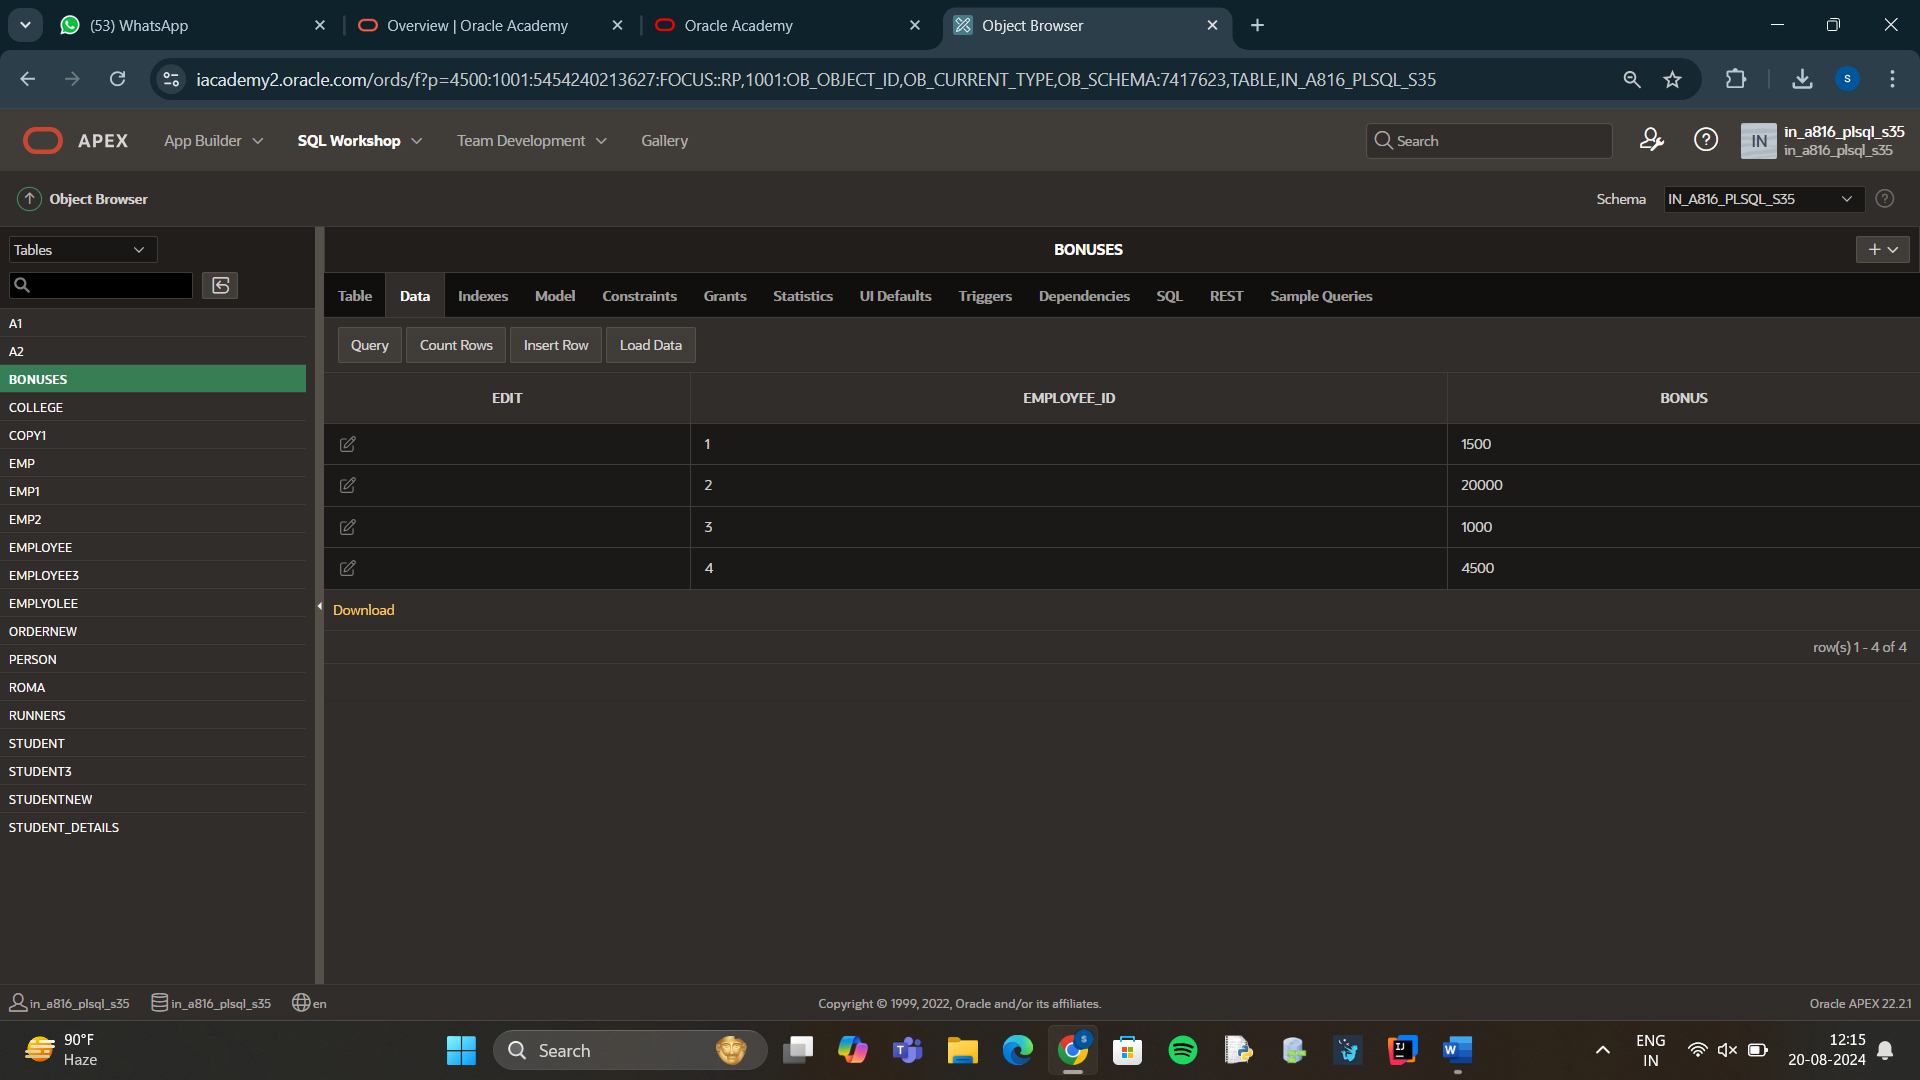 (53) WhatsApp
Overview | Oracle Academy
Oracle Academy
Object Browser
iacademy2.oracle.com/ords/f?p=4500:1001:5454240213627:FOCUS::RP,1001:OB_OBJECT_ID,OB_CURRENT_TYPE,OB_SCHEMA:7417623,TABLE,IN_A816_PLSQL_S35
S
APEX
App Builder
SQL Workshop
Team Development
Gallery
Search
IN
in_a816_plsql_s35
in_a816_plsql_s35
Object Browser
Schema
IN_A816_PLSQL_S35
Tables
BONUSES
Table
Data
Indexes
Model
Constraints
Grants
Statistics
UI Defaults
Triggers
Dependencies
SQL
REST
Sample Queries
A1
A2
BONUSES
COLLEGE
COPY1
EMP
EMP1
EMP2
EMPLOYEE
EMPLOYEE3
EMPLYOLEE
ORDERNEW
PERSON
ROMA
RUNNERS
STUDENT
STUDENT3
STUDENTNEW
STUDENT_DETAILS
Query
Count Rows
Insert Row
Load Data
EDIT EMPLOYEE_ID BONUS
1 1500
2 20000
3 1000
4 4500
Download
row(s) 1 - 4 of 4
in_a816_plsql_s35
in_a816_plsql_s35
en
Copyright © 1999, 2022, Oracle and/or its affiliates.
Oracle APEX 22.2.1
90°F
Haze
Search
ENG
IN
12:15
20-08-2024